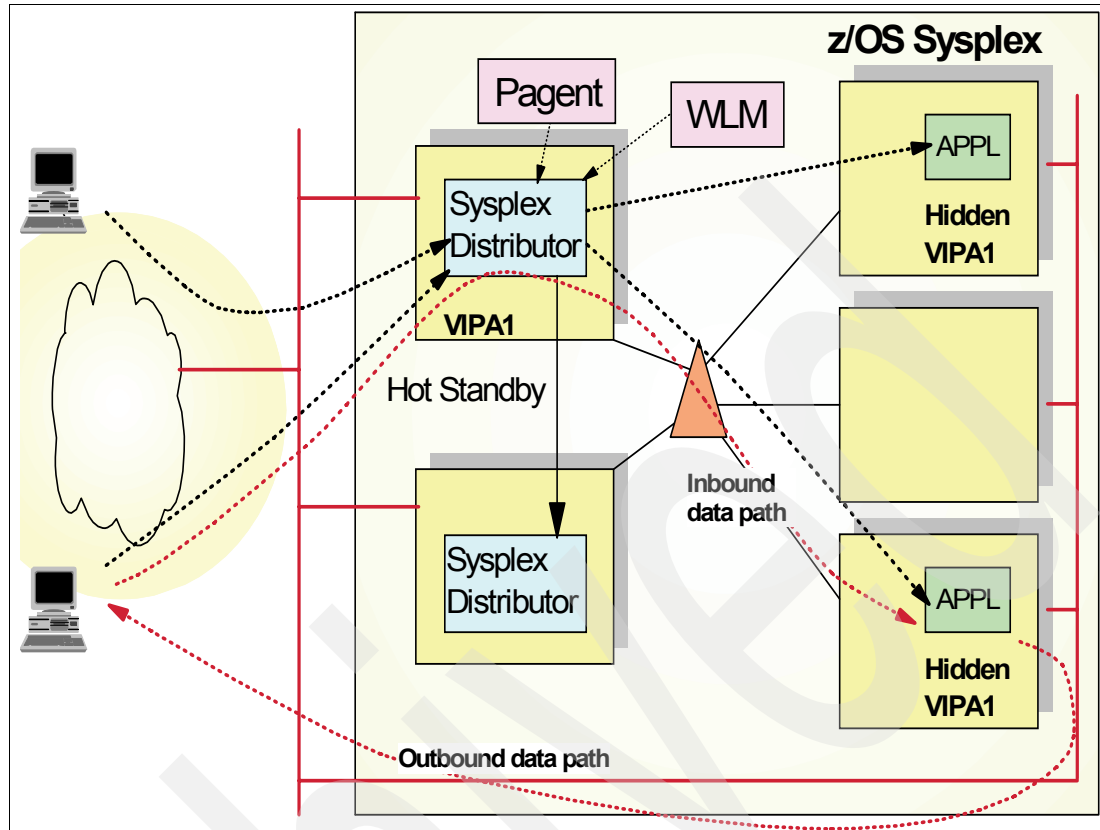 z/OS Sysplex
Pagent
WLM
Sysplex
Distributor
VIPA1
Hot Standby
Sysplex
Distributor
APPL
Hidden
VIPA1
Inbound
data path
APPL
Hidden
VIPA1
Outbound data path